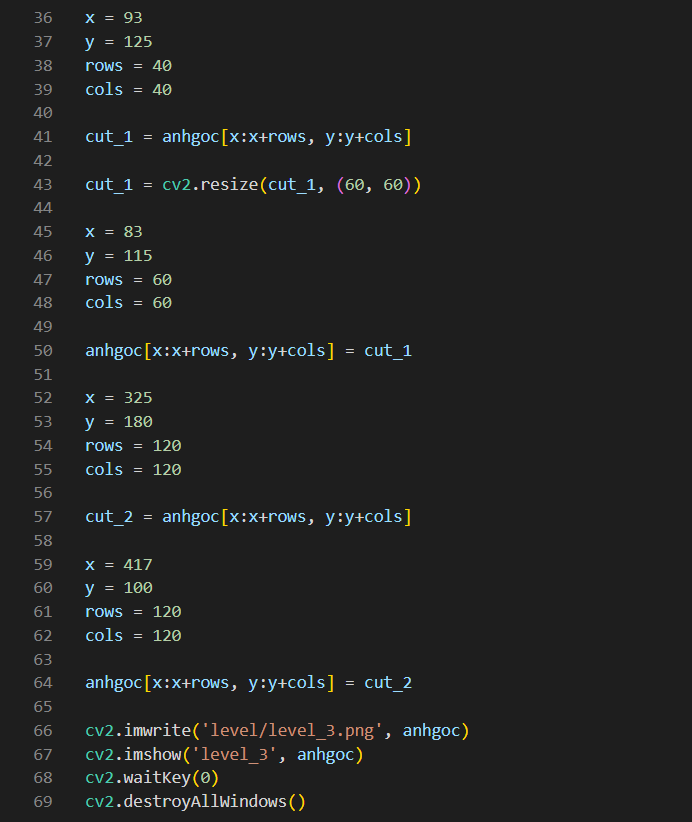 36 x = 93
37 y = 125
38 rows = 40
39 cols = 40
40
41 cut_1 = anhgoc[x:x+rows, y:y+cols]
42
43 cut_1 = cv2.resize(cut_1, (60, 60))
44
45 x = 83
46 y = 115
47 rows = 60
48 cols = 60
49
50 anhgoc[x:x+rows, y:y+cols] = cut_1
51
52 x = 325
53 y = 180
54 rows = 120
55 cols = 120
56
57 cut_2 = anhgoc[x:x+rows, y:y+cols]
58
59 x = 417
60 y = 100
61 rows = 120
62 cols = 120
63
64 anhgoc[x:x+rows, y:y+cols] = cut_2
65
66 cv2.imwrite('level/level_3.png', anhgoc)
67 cv2.imshow('level_3', anhgoc)
68 cv2.waitKey(0)
69 cv2.destroyAllWindows()